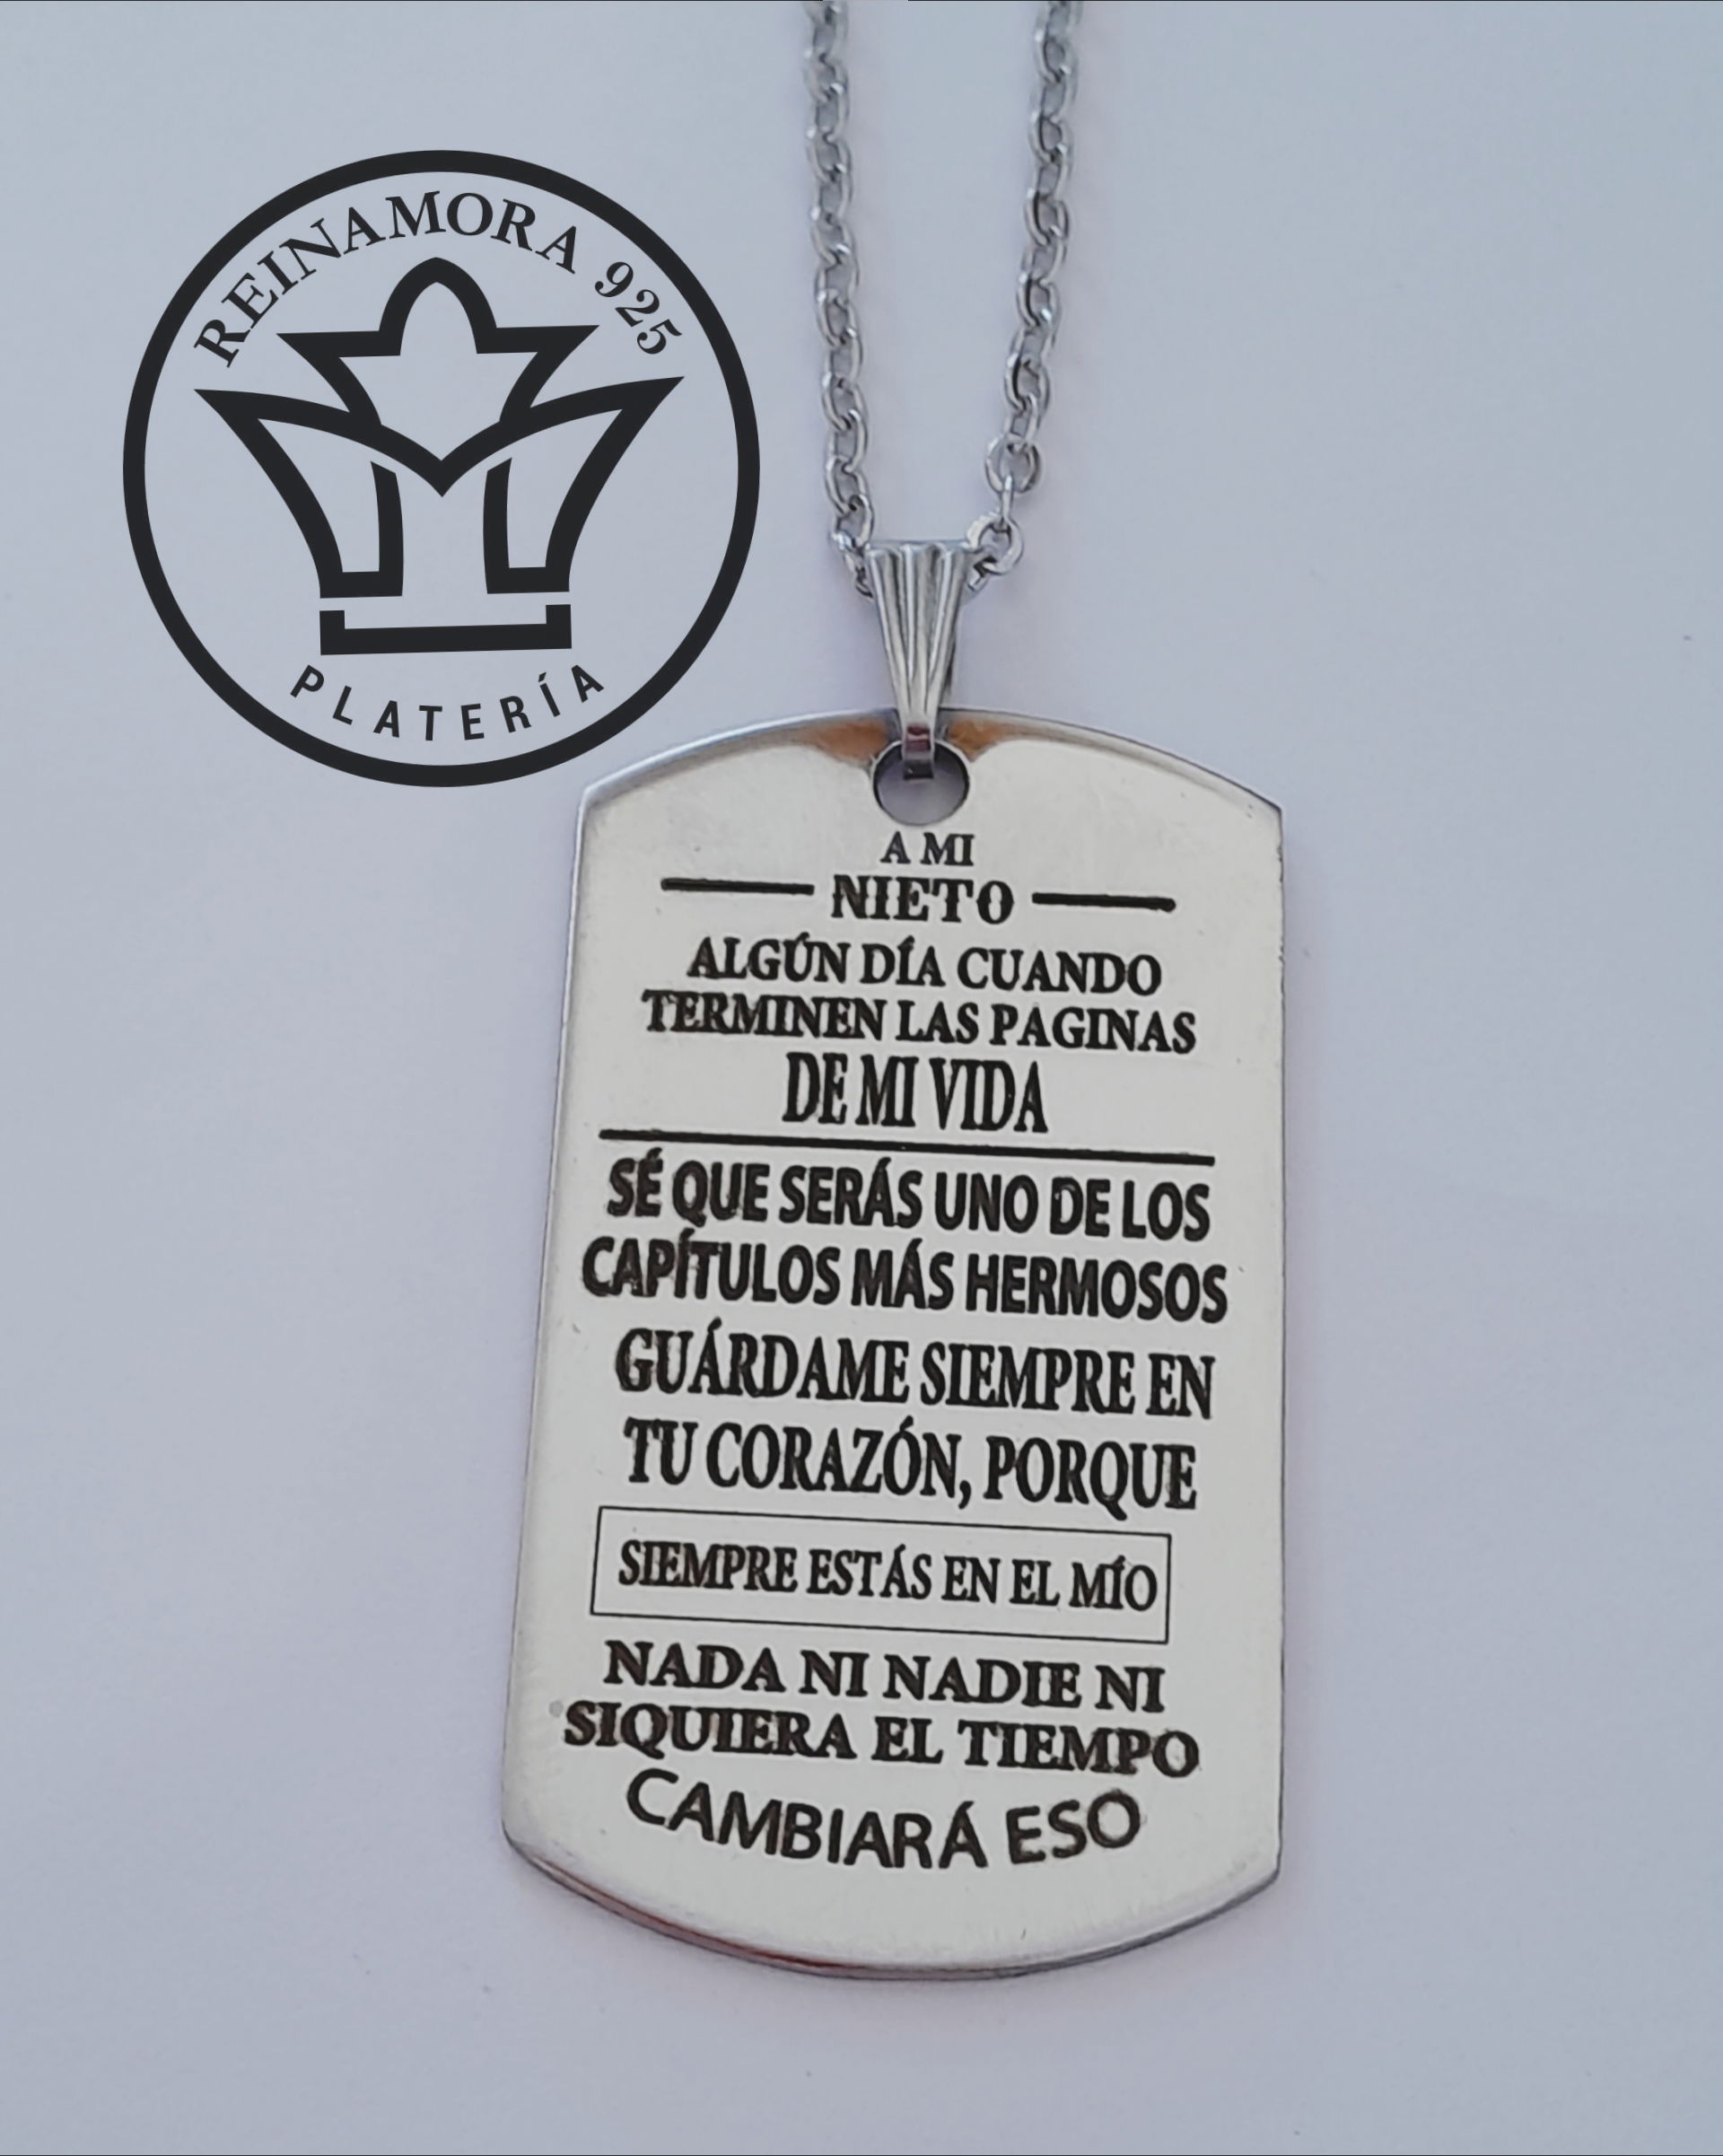 REINAMORA 925
PLATERÍA
A MI
NIETO
ALGÚN DÍA CUANDO
TERMINEN LAS PAGINAS
DE MI VIDA
SÉ QUE SERÁS UNO DE LOS
CAPÍTULOS MÁS HERMOSOS
GUÁRDAME SIEMPRE EN
TU CORAZÓN, PORQUE
SIEMPRE ESTÁS EN EL MÍO
NADA NI NADIE NI
SIQUIERA EL TIEMPO
CAMBIARÁ ESO